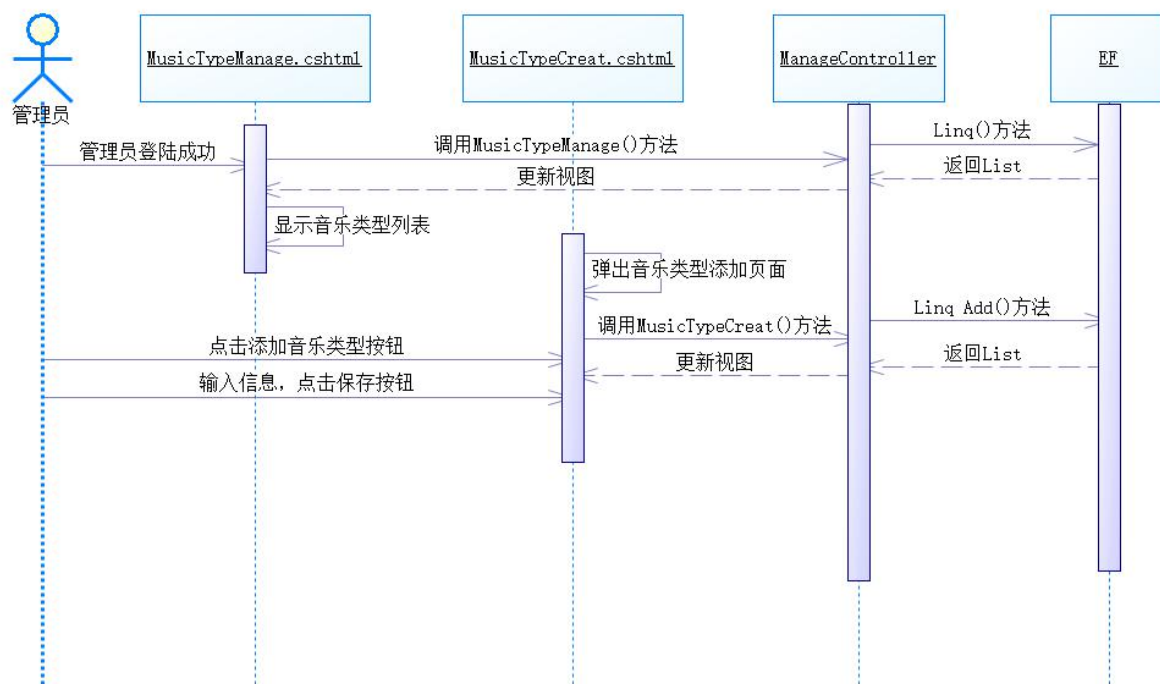 MusicTypeManage.cshtml
MusicTypeCreat.cshtml
ManageController
EF
管理员
管理员登陆成功
调用MusicTypeManage()方法
Linq()方法
更新视图
返回List
显示音乐类型列表
弹出音乐类型添加页面
调用MusicTypeCreat()方法
Linq Add()方法
点击添加音乐类型按钮
更新视图
返回List
输入信息，点击保存按钮